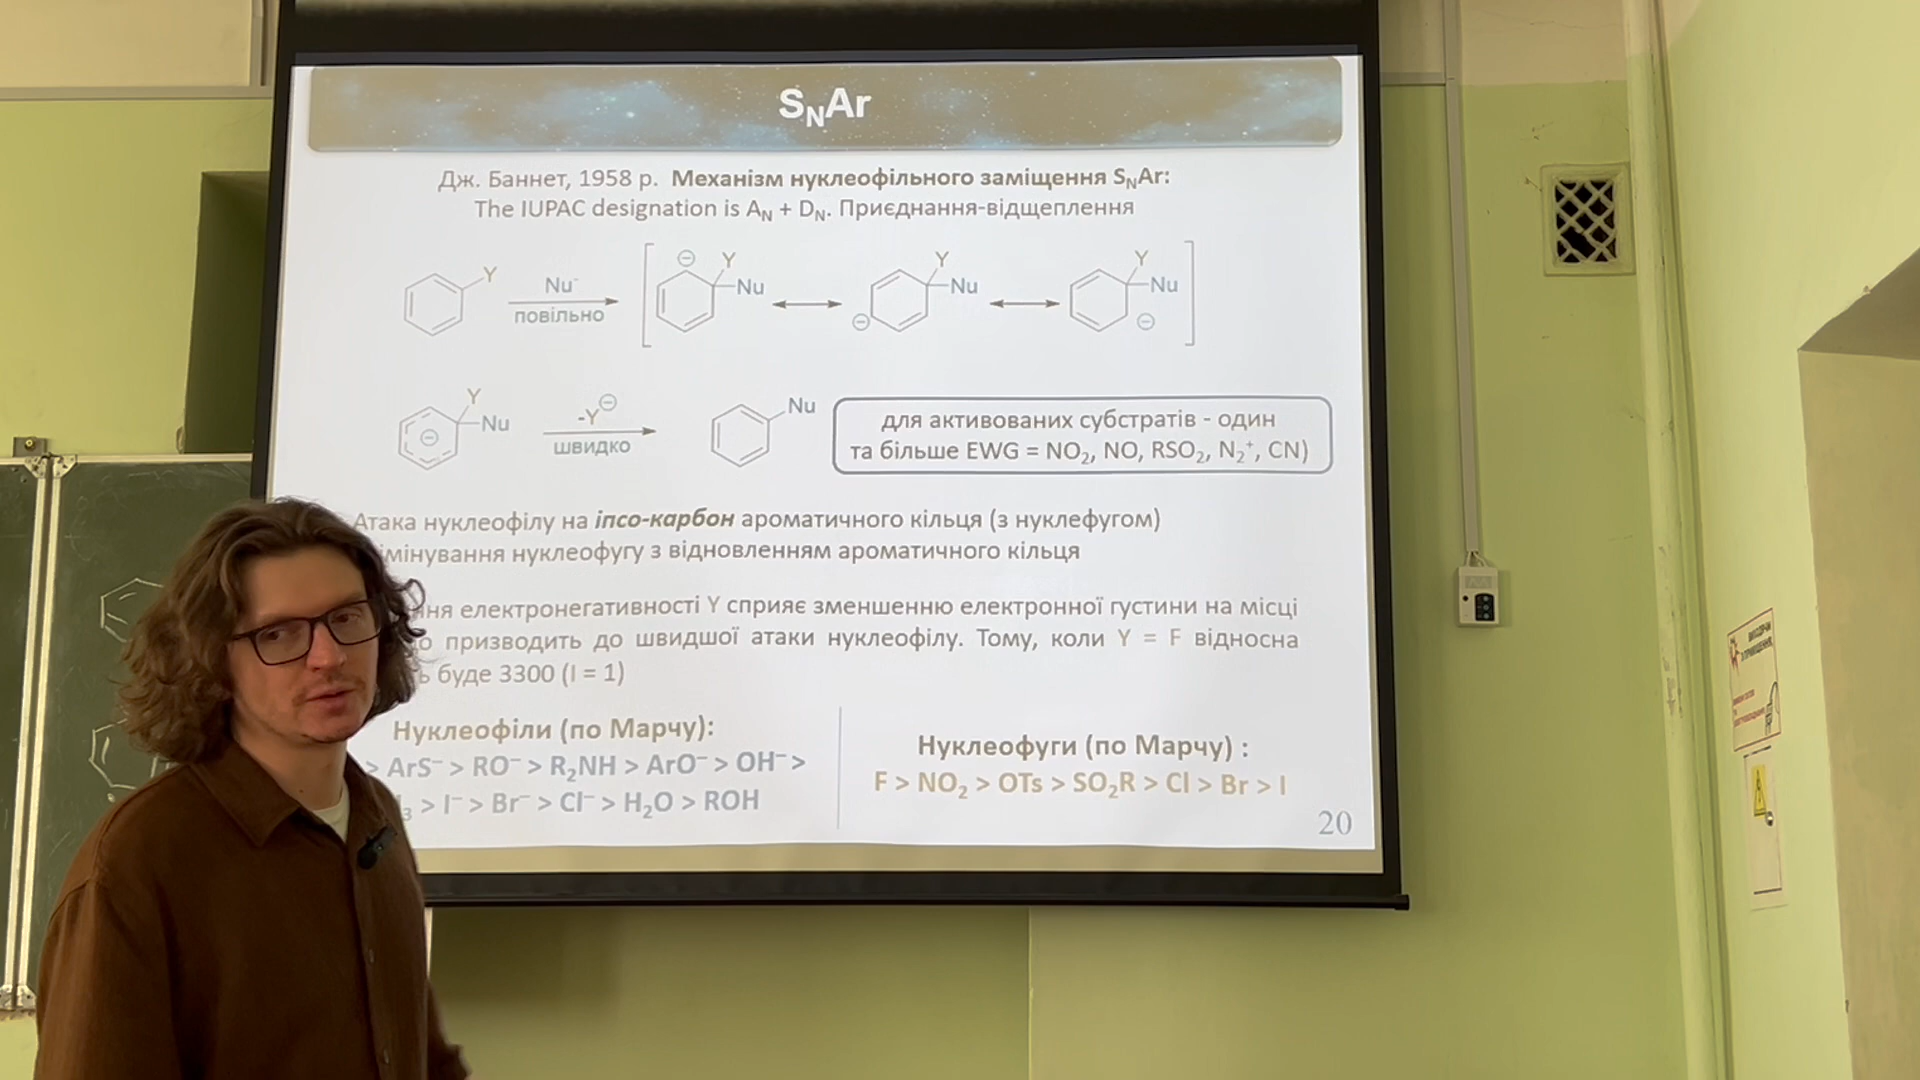 SNAr
Дж. Баннет, 1958 р. Механізм нуклеофільного заміщення SNAr:
The IUPAC designation is AN + DN. Приєднання-відщеплення
Y
Nu⁻
повільно
⊖ Y
Nu
Y
Nu
⊖
Y
Nu
⊖
Y
Nu
⊖
-Y⊖
швидко
Nu
для активованих субстратів - один
та більше EWG = NO₂, NO, RSO₂, N₂⁺, CN)
Атака нуклеофілу на іпсо-карбон ароматичного кільця (з нуклефугом)
імінування нуклеофугу з відновленням ароматичного кільця
ня електронегативності Y сприяє зменшенню електронної густини на місці
о призводить до швидшої атаки нуклеофілу. Тому, коли Y = F відносна
ь буде 3300 (I = 1)
Нуклеофіли (по Марчу):
> ArS⁻ > RO⁻ > R₂NH > ArO⁻ > OH⁻ >
₃ > I⁻ > Br⁻ > Cl⁻ > H₂O > ROH
Нуклеофуги (по Марчу) :
F > NO₂ > OTs > SO₂R > Cl > Br > I
20